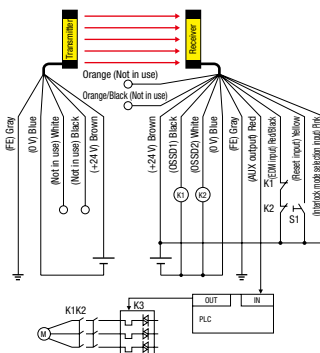 Transmitter
Receiver
Orange (Not in use)
Orange/Black (Not in use)
(FE) Gray
(0 V) Blue
(Not in use) White
(Not in use) Black
(+24 V) Brown
(+24 V) Brown
(OSSD1) Black
(OSSD2) White
(0 V) Blue
(FE) Gray
(AUX output) Red
(EDM input) Red/Black
(Reset input) Yellow
(Interlock mode selection input) Pink
K1
K2
K1
K2
S1
K1K2
K3
M
OUT
IN
PLC